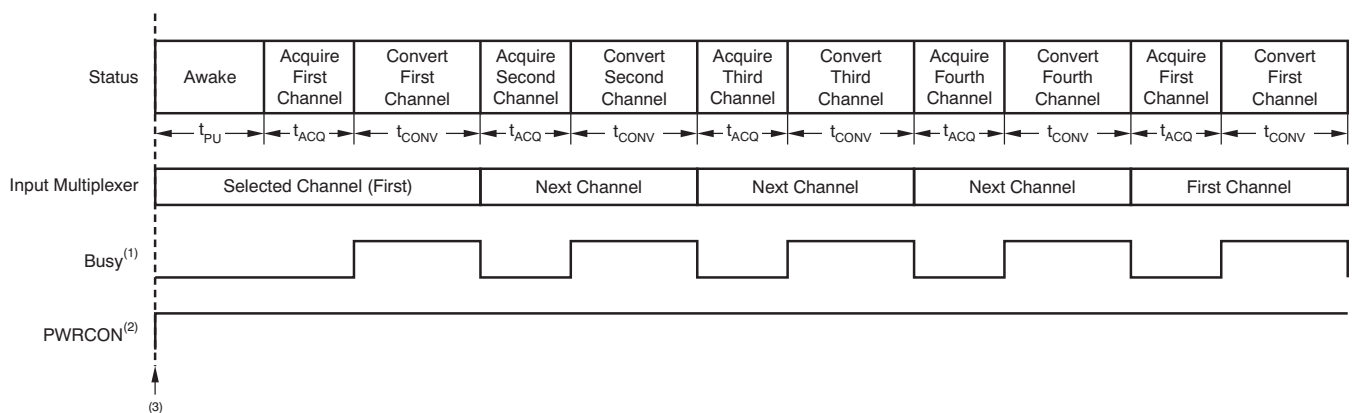 Status
Awake
Acquire
First
Channel
Convert
First
Channel
Acquire
Second
Channel
Convert
Second
Channel
Acquire
Third
Channel
Convert
Third
Channel
Acquire
Fourth
Channel
Convert
Fourth
Channel
Acquire
First
Channel
Convert
First
Channel
tPU
tACQ
tCONV
tACQ
tCONV
tACQ
tCONV
tACQ
tCONV
tACQ
tCONV
Input Multiplexer
Selected Channel (First)
Next Channel
Next Channel
Next Channel
First Channel
Busy(1)
PWRCON(2)
(3)